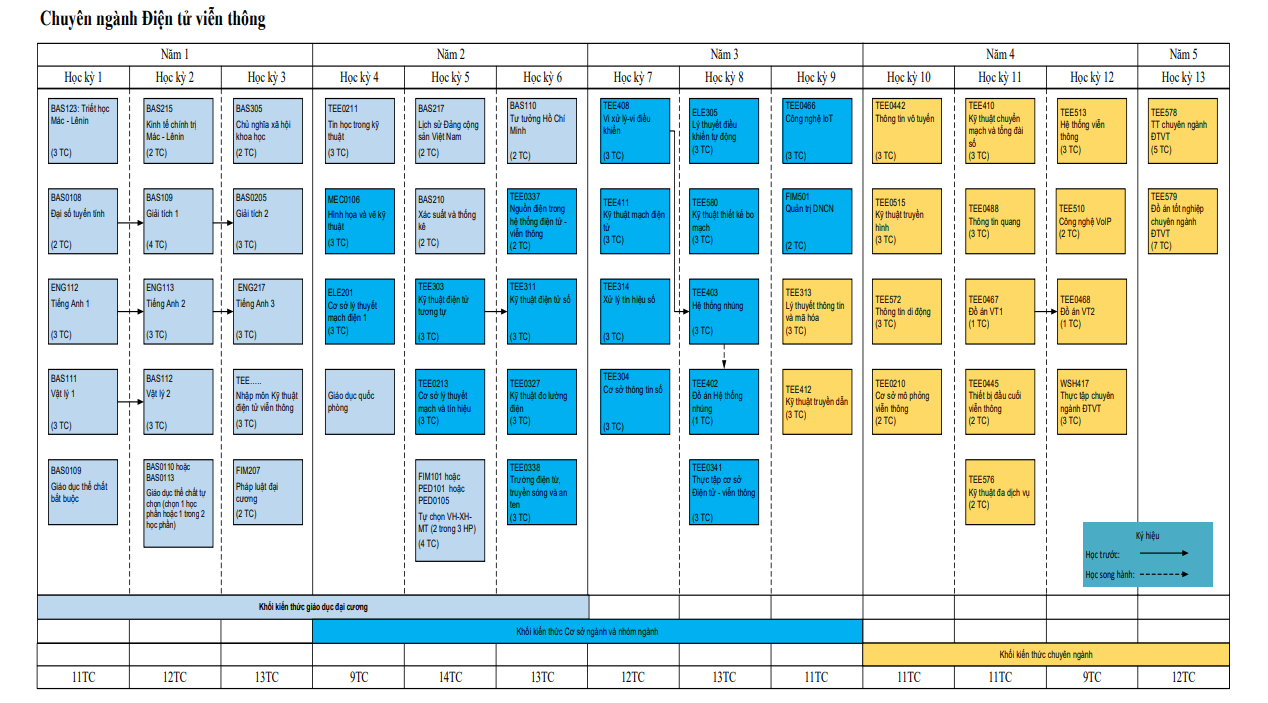 Chuyên ngành Điện tử viễn thông
Năm 1
Năm 2
Năm 3
Năm 4
Năm 5
Học kỳ 1
Học kỳ 2
Học kỳ 3
Học kỳ 4
Học kỳ 5
Học kỳ 6
Học kỳ 7
Học kỳ 8
Học kỳ 9
Học kỳ 10
Học kỳ 11
Học kỳ 12
Học kỳ 13
BAS123: Triết học
Mác - Lênin
(3 TC)
BAS215
Kinh tế chính trị
Mác - Lênin
(2 TC)
BAS305
Chủ nghĩa xã hội
khoa học
(2 TC)
TEE0211
Tin học trong kỹ
thuật
(3 TC)
BAS217
Lịch sử Đảng cộng
sản Việt Nam
(2 TC)
BAS110
Tư tưởng Hồ Chí
Minh
(2 TC)
TEE408
Vi xử lý-vi điều
khiển
(3 TC)
ELE305
Lý thuyết điều
khiển tự động
(3 TC)
TEE0466
Công nghệ IoT
(3 TC)
TEE0442
Thông tin vô tuyến
(3 TC)
TEE410
Kỹ thuật chuyển
mạch và tổng đài
số
(3 TC)
TEE513
Hệ thống viễn
thông
(3 TC)
TEE578
TT chuyên ngành
ĐTVT
(5 TC)
BAS0108
Đại số tuyến tính
(2 TC)
BAS109
Giải tích 1
(4 TC)
BAS0205
Giải tích 2
(3 TC)
MEC0106
Hình họa và vẽ kỹ
thuật
(3 TC)
BAS210
Xác suất và thống
kê
(2 TC)
TEE0337
Nguồn điện trong
hệ thống điện tử -
viễn thông
(2 TC)
TEE411
Kỹ thuật mạch điện
tử
(3 TC)
TEE580
Kỹ thuật thiết kế bo
mạch
(3 TC)
FIM501
Quản trị DNCN
(2 TC)
TEE0515
Kỹ thuật truyền
hình
(3 TC)
TEE0488
Thông tin quang
(3 TC)
TEE510
Công nghệ VoIP
(2 TC)
TEE579
Đồ án tốt nghiệp
chuyên ngành
ĐTVT
(7 TC)
ENG112
Tiếng Anh 1
(3 TC)
ENG113
Tiếng Anh 2
(3 TC)
ENG217
Tiếng Anh 3
(3 TC)
ELE201
Cơ sở lý thuyết
mạch điện 1
(3 TC)
TEE303
Kỹ thuật điện tử
tương tự
(3 TC)
TEE311
Kỹ thuật điện tử số
(3 TC)
TEE314
Xử lý tín hiệu số
(3 TC)
TEE403
Hệ thống nhúng
(3 TC)
TEE313
Lý thuyết thông tin
và mã hóa
(3 TC)
TEE572
Thông tin di động
(3 TC)
TEE0467
Đồ án VT1
(1 TC)
TEE0468
Đồ án VT2
(1 TC)
BAS111
Vật lý 1
(3 TC)
BAS112
Vật lý 2
(3 TC)
TEE.....
Nhập môn Kỹ thuật
điện tử viễn thông
(3 TC)
Giáo dục quốc
phòng
TEE0213
Cơ sở lý thuyết
mạch và tín hiệu
(3 TC)
TEE0327
Kỹ thuật đo lường
điện
(3 TC)
TEE304
Cơ sở thông tin số
(3 TC)
TEE402
Đồ án Hệ thống
nhúng
(1 TC)
TEE412
Kỹ thuật truyền dẫn
(3 TC)
TEE0210
Cơ sở mô phỏng
viễn thông
(2 TC)
TEE0445
Thiết bị đầu cuối
viễn thông
(2 TC)
WSH417
Thực tập chuyên
ngành ĐTVT
(3 TC)
BAS0109
Giáo dục thể chất
bắt buộc
BAS0110 hoặc
BAS0113
Giáo dục thể chất tự
chọn (chọn 1 học
phần hoặc 1 trong 2
học phần)
FIM207
Pháp luật đại
cương
(2 TC)
FIM101 hoặc
PED101 hoặc
PED0105
Tự chọn VH-XH-
MT (2 trong 3 HP)
(4 TC)
TEE0338
Trường điện từ,
truyền sóng và an
ten
(3 TC)
TEE0341
Thực tập cơ sở
Điện tử - viễn thông
(3 TC)
TEE576
Kỹ thuật đa dịch vụ
(2 TC)
Ký hiệu
Học trước:
Học song hành:
Khối kiến thức giáo dục đại cương
Khối kiến thức Cơ sở ngành và nhóm ngành
Khối kiến thức chuyên ngành
11TC
12TC
13TC
9TC
14TC
13TC
12TC
13TC
11TC
11TC
11TC
9TC
12TC